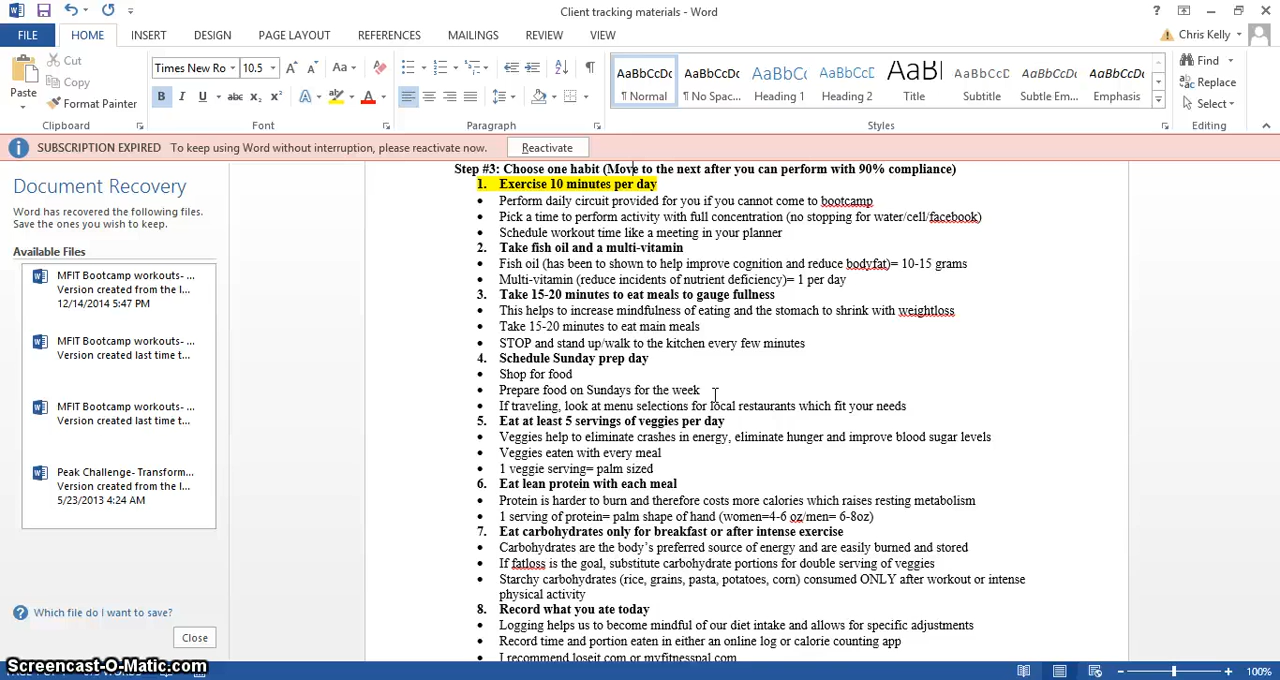 Client tracking materials - Word
?
FILE
HOME
INSERT
DESIGN
PAGE LAYOUT
REFERENCES
MAILINGS
REVIEW
VIEW
Chris Kelly
Paste
Cut
Copy
Format Painter
Clipboard
Times New Ro
10.5
Aa
B I U abc x₂ x²
A
A
Font
Paragraph
AaBbCcDc
¶ Normal
AaBbCcDc
¶ No Spac...
AaBbCc
Heading 1
AaBbCcD
Heading 2
AaBl
Title
AaBbCcD
Subtitle
AaBbCcDc
Subtle Em...
AaBbCcDc
Emphasis
Styles
Find
Replace
Select
Editing
SUBSCRIPTION EXPIRED To keep using Word without interruption, please reactivate now.
Reactivate
Document Recovery
Word has recovered the following files.
Save the ones you wish to keep.
Available Files
MFIT Bootcamp workouts- ...
Version created from the l...
12/14/2014 5:47 PM
MFIT Bootcamp workouts- ...
Version created last time t...
MFIT Bootcamp workouts- ...
Version created last time t...
Peak Challenge- Transform...
Version created from the l...
5/23/2013 4:24 AM
Which file do I want to save?
Close
Step #3: Choose one habit (Move to the next after you can perform with 90% compliance)
1. Exercise 10 minutes per day
• Perform daily circuit provided for you if you cannot come to bootcamp
• Pick a time to perform activity with full concentration (no stopping for water/cell/facebook)
• Schedule workout time like a meeting in your planner
2. Take fish oil and a multi-vitamin
• Fish oil (has been to shown to help improve cognition and reduce bodyfat)= 10-15 grams
• Multi-vitamin (reduce incidents of nutrient deficiency)= 1 per day
3. Take 15-20 minutes to eat meals to gauge fullness
• This helps to increase mindfulness of eating and the stomach to shrink with weightloss
• Take 15-20 minutes to eat main meals
• STOP and stand up/walk to the kitchen every few minutes
4. Schedule Sunday prep day
• Shop for food
• Prepare food on Sundays for the week
• If traveling, look at menu selections for local restaurants which fit your needs
5. Eat at least 5 servings of veggies per day
• Veggies help to eliminate crashes in energy, eliminate hunger and improve blood sugar levels
• Veggies eaten with every meal
• 1 veggie serving= palm sized
6. Eat lean protein with each meal
• Protein is harder to burn and therefore costs more calories which raises resting metabolism
• 1 serving of protein= palm shape of hand (women=4-6 oz/men= 6-8oz)
7. Eat carbohydrates only for breakfast or after intense exercise
• Carbohydrates are the body's preferred source of energy and are easily burned and stored
• If fatloss is the goal, substitute carbohydrate portions for double serving of veggies
• Starchy carbohydrates (rice, grains, pasta, potatoes, corn) consumed ONLY after workout or intense
physical activity
8. Record what you ate today
• Logging helps us to become mindful of our diet intake and allows for specific adjustments
• Record time and portion eaten in either an online log or calorie counting app
• I recommend loseit.com or myfitnesspal.com
Screencast-O-Matic.com
100%